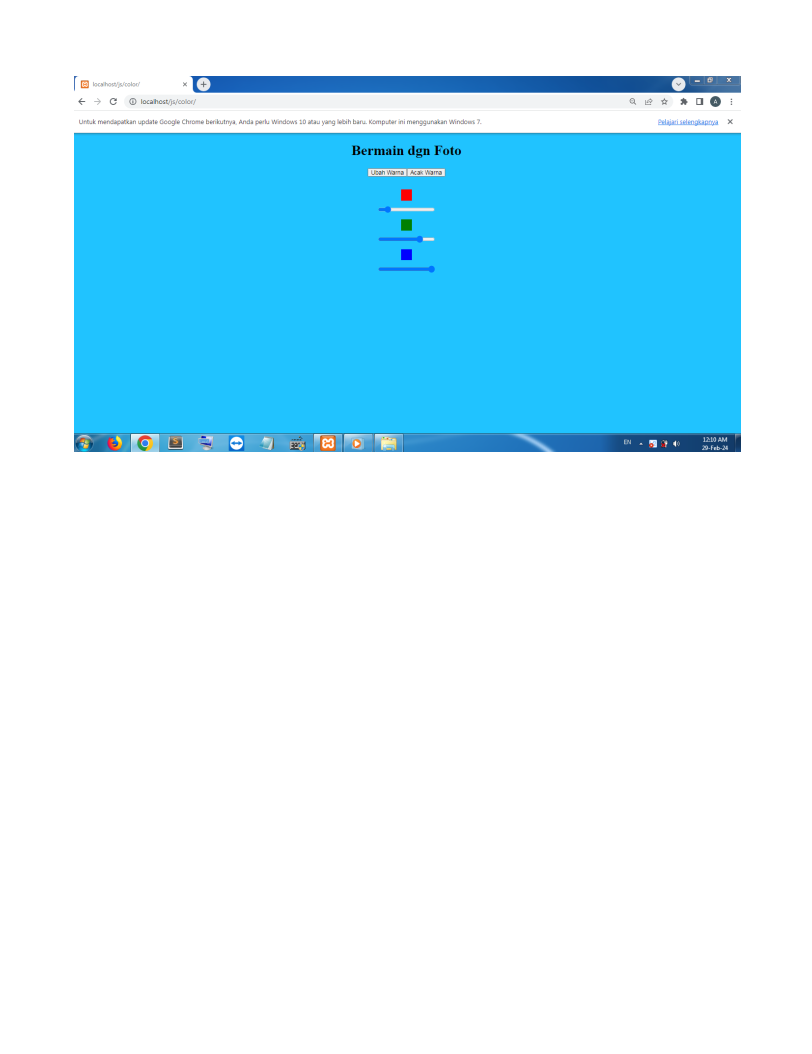 localhost/js/color/
localhost/js/color/
Untuk mendapatkan update Google Chrome berikutnya, Anda perlu Windows 10 atau yang lebih baru. Komputer ini menggunakan Windows 7.
Pelajari selengkapnya
Bermain dgn Foto
Ubah Warna Acak Warna
EN
12:10 AM
29-Feb-24